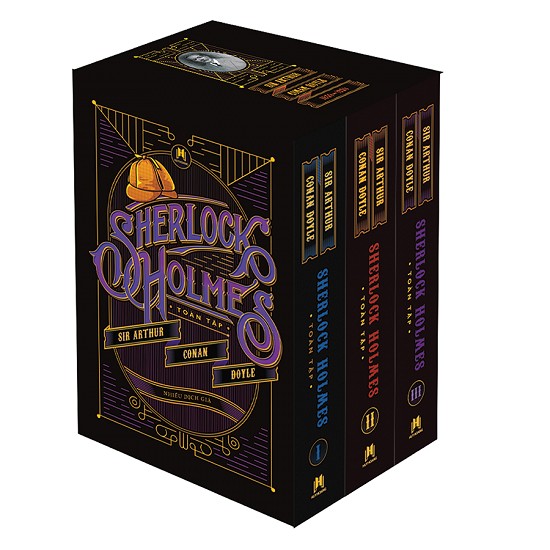 SHERLOCK
HOLMES
• TOÀN TẬP •
SIR ARTHUR
CONAN
DOYLE
NHIỀU DỊCH GIẢ
SIR ARTHUR
CONAN DOYLE
SHERLOCK HOLMES
• TOÀN TẬP •
I
SIR ARTHUR
CONAN DOYLE
SHERLOCK HOLMES
• TOÀN TẬP •
II
SIR ARTHUR
CONAN DOYLE
SHERLOCK HOLMES
• TOÀN TẬP •
III